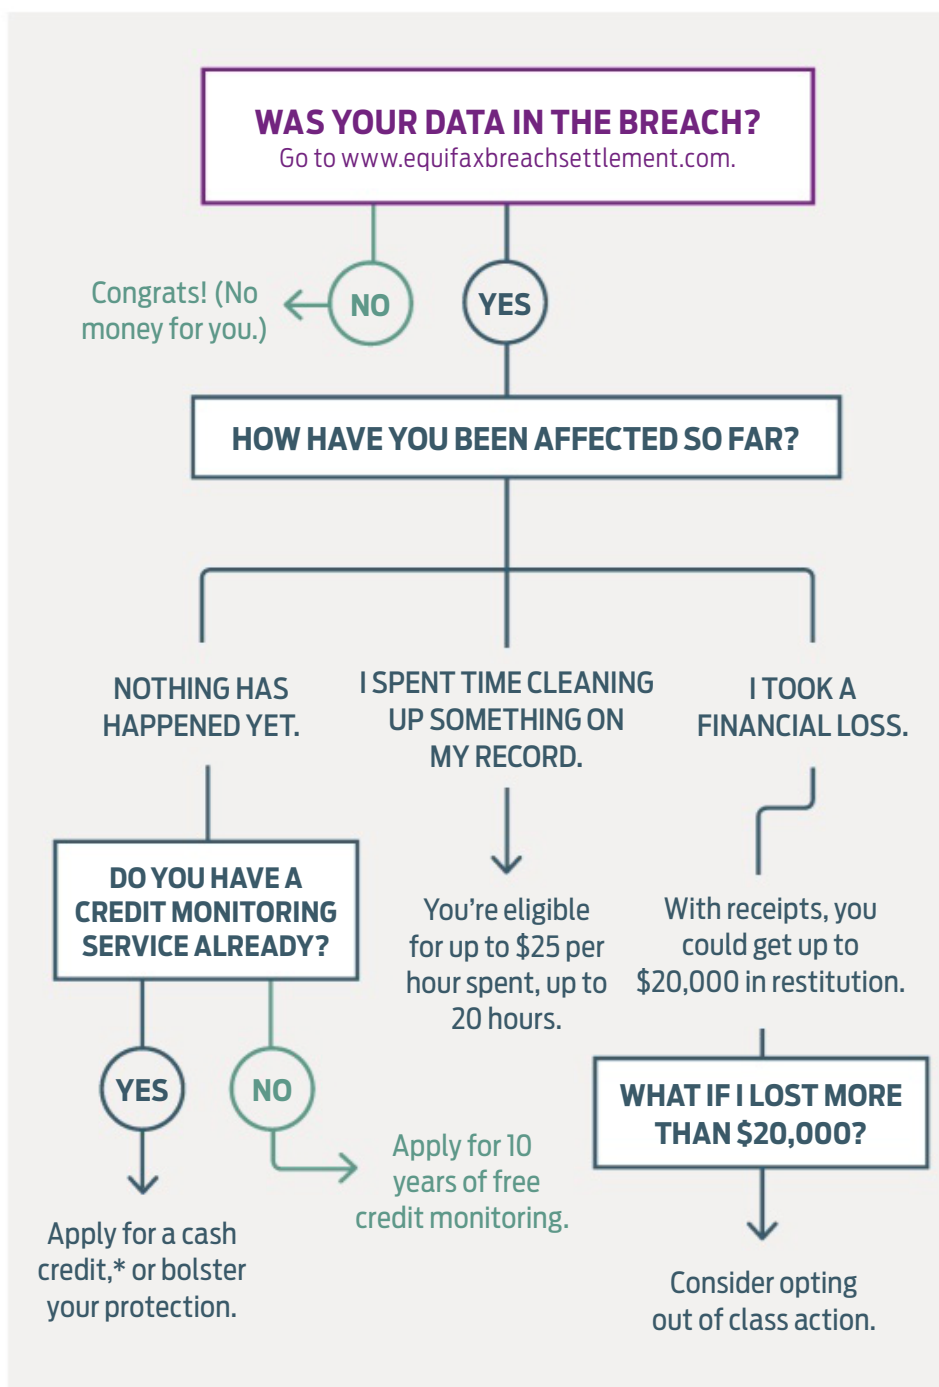 WAS YOUR DATA IN THE BREACH?
Go to www.equifaxbreachsettlement.com.
NO
YES
Congrats! (No
money for you.)
HOW HAVE YOU BEEN AFFECTED SO FAR?
NOTHING HAS
HAPPENED YET.
I SPENT TIME CLEANING
UP SOMETHING ON
MY RECORD.
I TOOK A
FINANCIAL LOSS.
DO YOU HAVE A
CREDIT MONITORING
SERVICE ALREADY?
You're eligible
for up to $25 per
hour spent, up to
20 hours.
With receipts, you
could get up to
$20,000 in restitution.
YES
NO
WHAT IF I LOST MORE
THAN $20,000?
Apply for 10
years of free
credit monitoring.
Apply for a cash
credit,* or bolster
your protection.
Consider opting
out of class action.